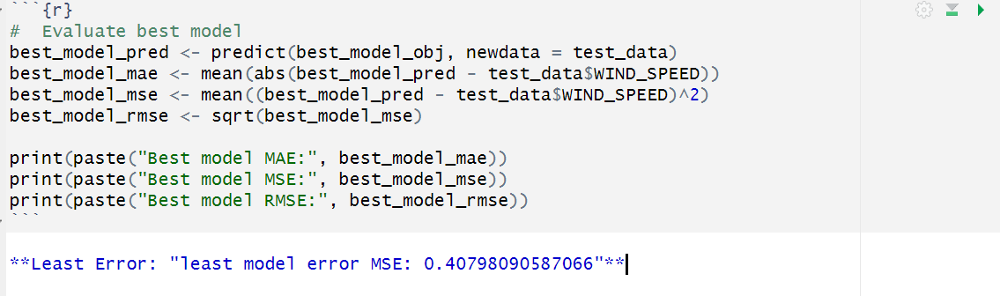 ```{r}
#  Evaluate best model
best_model_pred <- predict(best_model_obj, newdata = test_data)
best_model_mae <- mean(abs(best_model_pred - test_data$WIND_SPEED))
best_model_mse <- mean((best_model_pred - test_data$WIND_SPEED)^2)
best_model_rmse <- sqrt(best_model_mse)

print(paste("Best model MAE:", best_model_mae))
print(paste("Best model MSE:", best_model_mse))
print(paste("Best model RMSE:", best_model_rmse))
```

**Least Error: "least model error MSE: 0.40798090587066"**